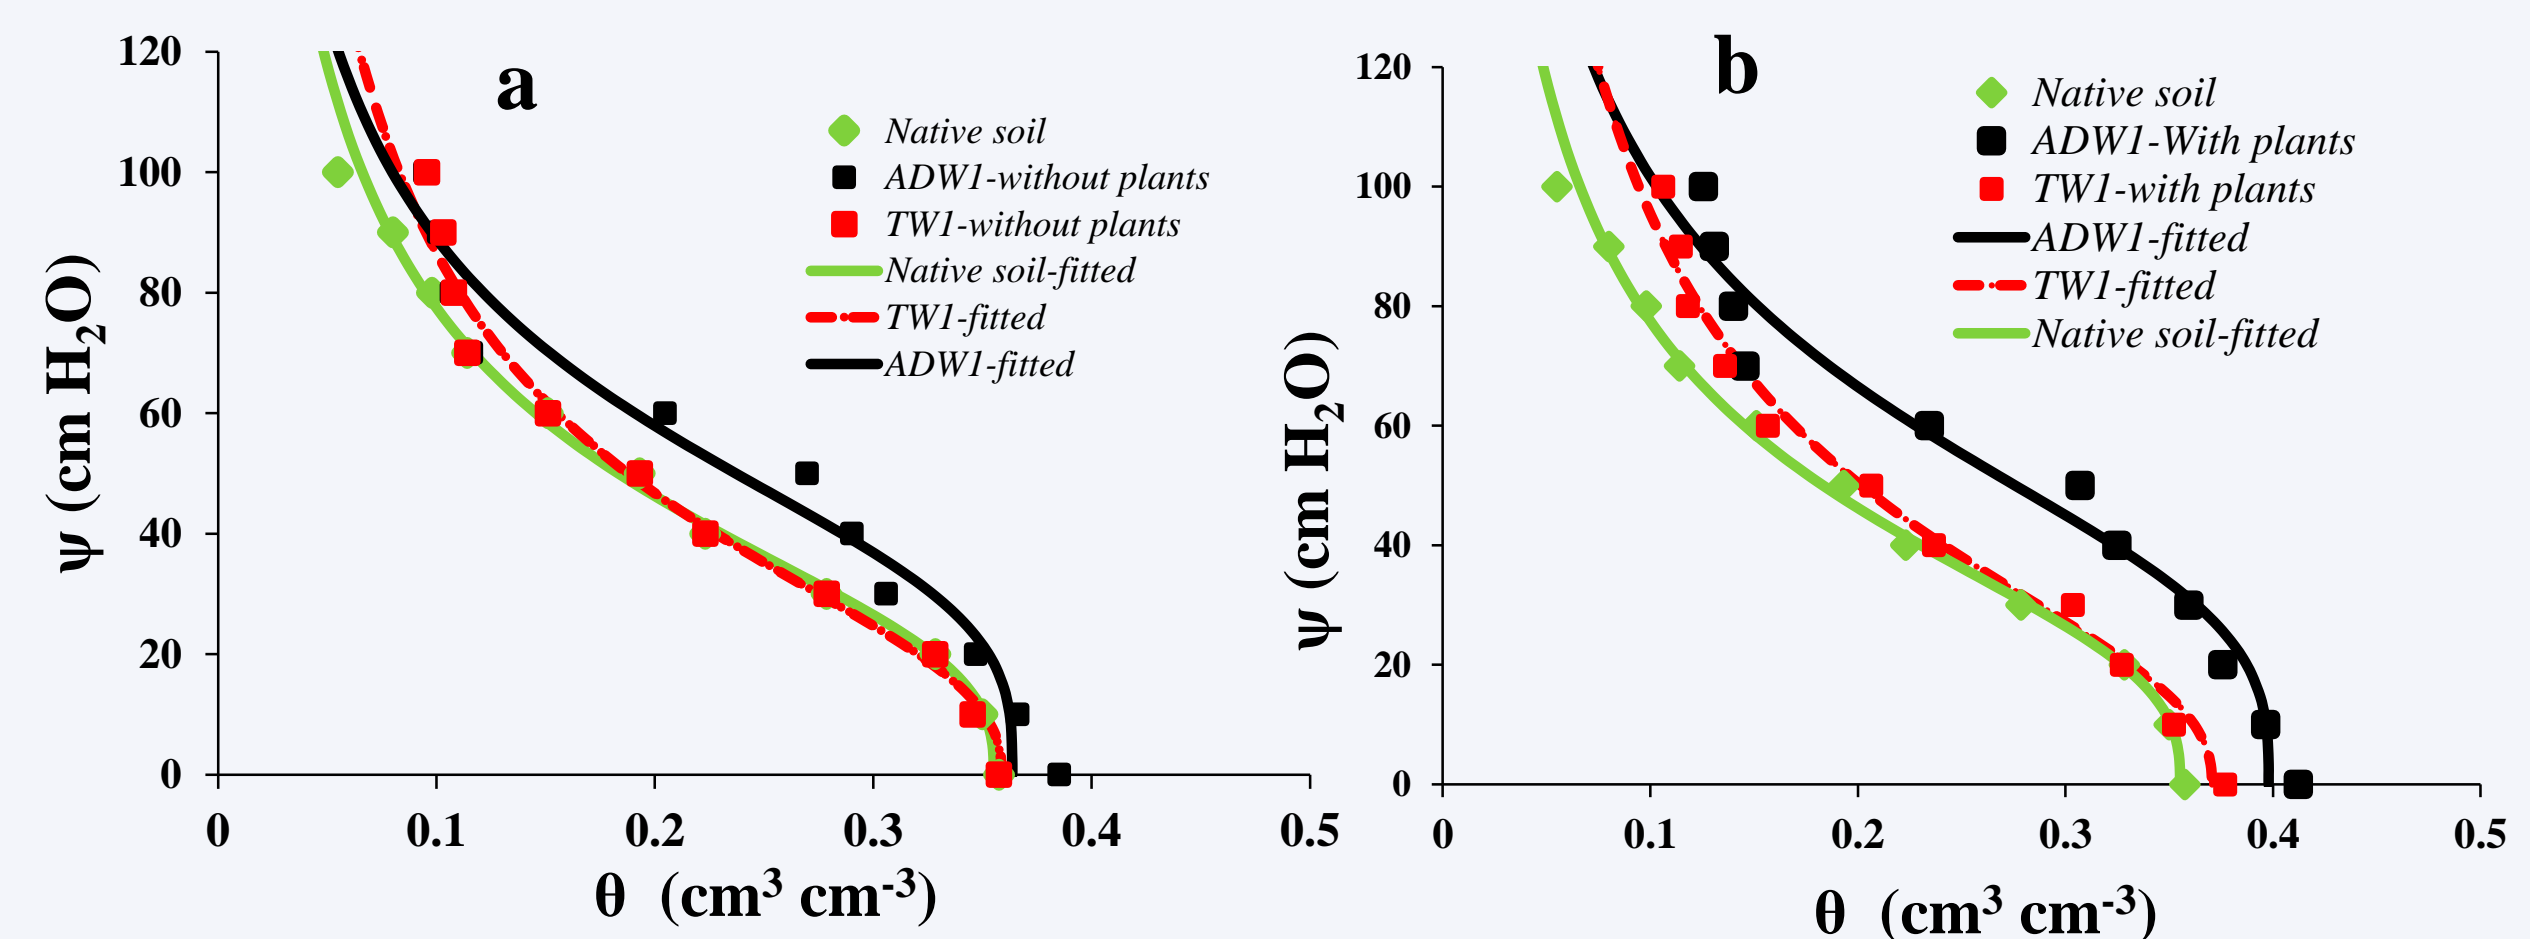 a
120
100
80
60
40
20
0
ψ (cm H₂O)
Native soil
ADW1-without plants
TW1-without plants
Native soil-fitted
TW1-fitted
ADW1-fitted
0 0.1 0.2 0.3 0.4 0.5
θ (cm³ cm⁻³)
b
120
100
80
60
40
20
0
ψ (cm H₂O)
Native soil
ADW1-With plants
TW1-with plants
ADW1-fitted
TW1-fitted
Native soil-fitted
0 0.1 0.2 0.3 0.4 0.5
θ (cm³ cm⁻³)